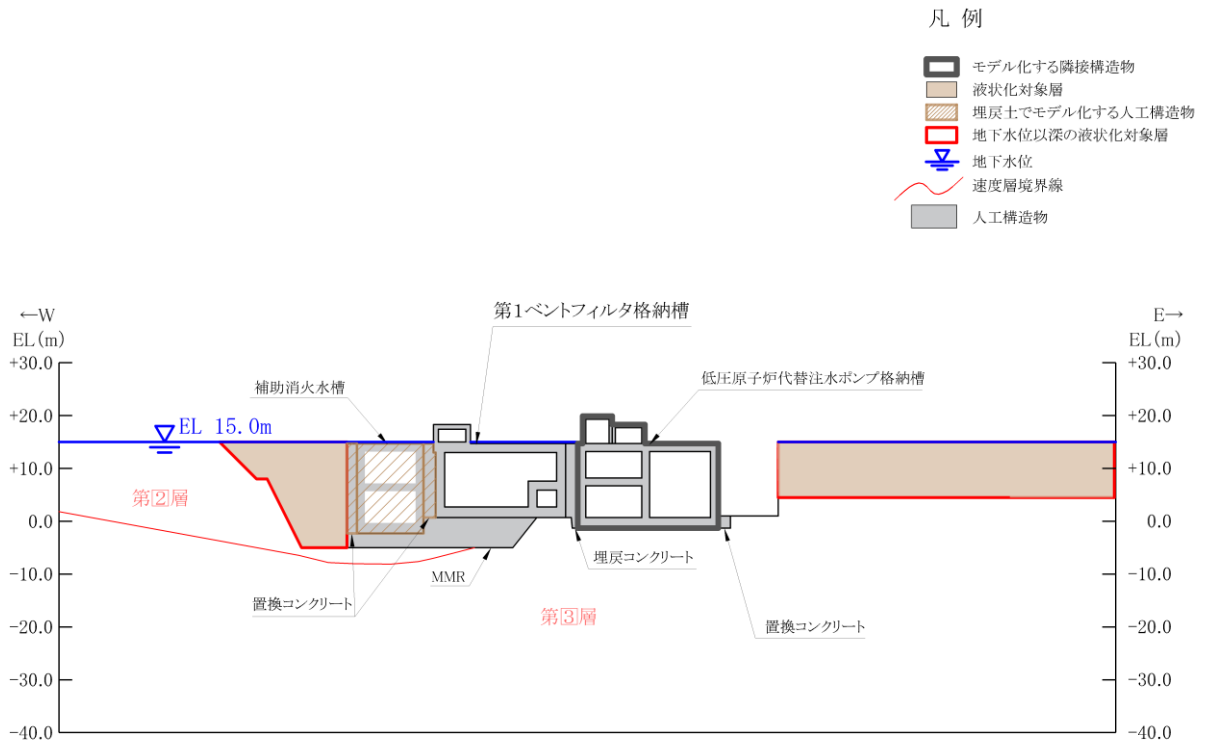 凡 例
モデル化する隣接構造物
液状化対象層
埋戻土でモデル化する人工構造物
地下水位以深の液状化対象層
地下水位
速度層境界線
人工構造物
←W
EL(m)
E→
EL(m)
第1ベントフィルタ格納槽
補助消火水槽
低圧原子炉代替注水ポンプ格納槽
EL 15.0m
+30.0
+20.0
+10.0
0.0
-10.0
-20.0
-30.0
-40.0
第②層
埋戻コンクリート
MMR
置換コンクリート
第③層
置換コンクリート
+30.0
+20.0
+10.0
0.0
-10.0
-20.0
-30.0
-40.0